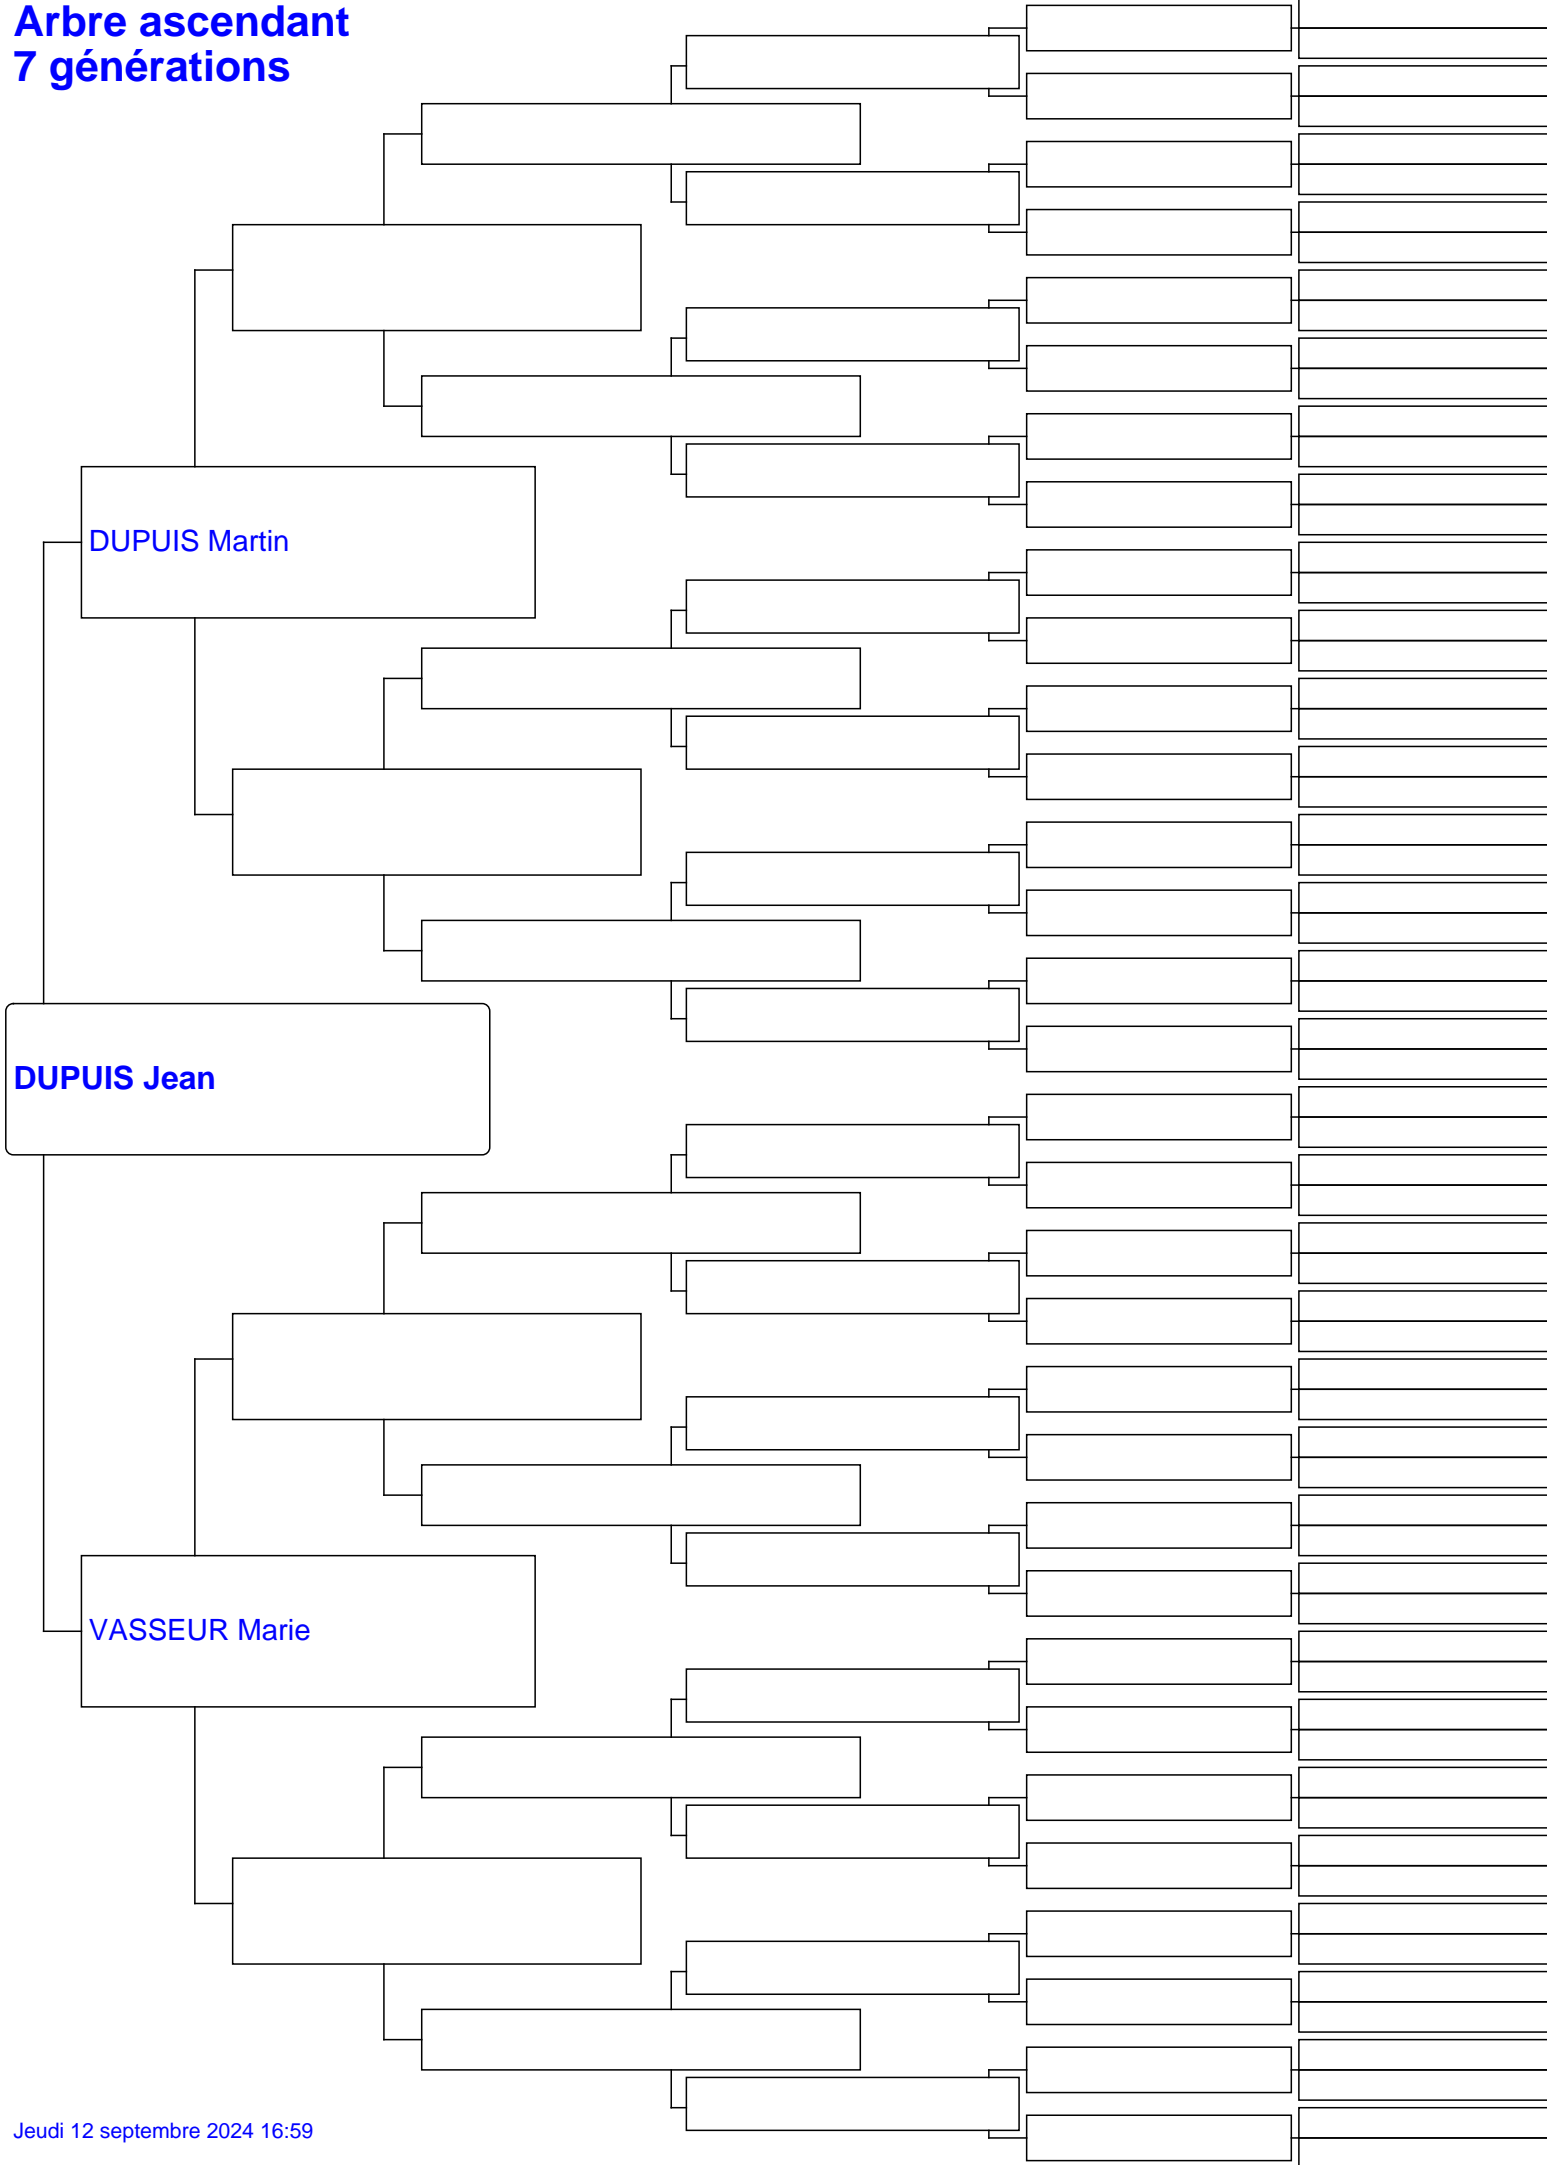 Arbre ascendant
7 générations
DUPUIS Martin
DUPUIS Jean
VASSEUR Marie
Jeudi 12 septembre 2024 16:59